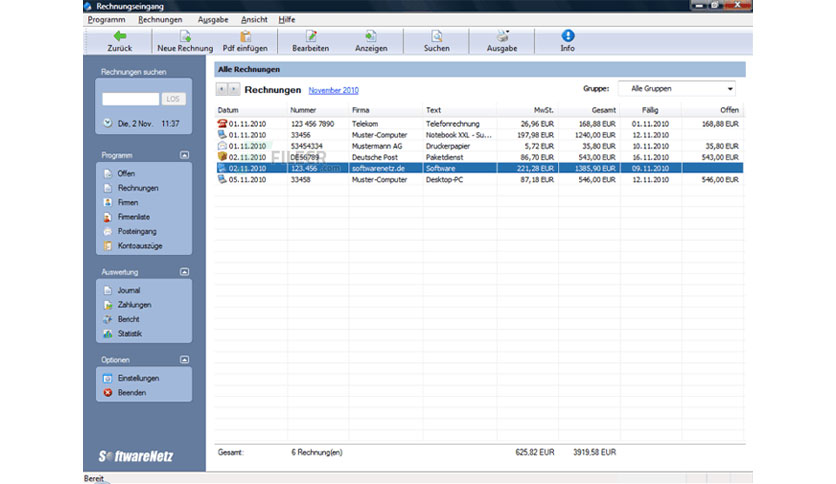 Rechnungseingang
Programm Rechnungen Ausgabe Ansicht Hilfe
Zurück Neue Rechnung Pdf einfügen Bearbeiten Anzeigen Suchen Ausgabe Info
Rechnungen suchen
LOS
Die, 2 Nov. 11:37
Programm
Offen
Rechnungen
Firmen
Firmenliste
Posteingang
Kontoauszüge
Auswertung
Journal
Zahlungen
Bericht
Statistik
Optionen
Einstellungen
Beenden
SoftwareNetz
Alle Rechnungen
Rechnungen November 2010 Gruppe: Alle Gruppen
Datum Nummer Firma Text MwSt. Gesamt Fällig Offen
01.11.2010 123 456 7890 Telekom Telefonrechnung 26,96 EUR 168,88 EUR 01.11.2010 168,88 EUR
01.11.2010 33456 Muster-Computer Notebook XXL - Su... 197,98 EUR 1240,00 EUR 12.11.2010
01.11.2010 53454334 Mustermann AG Druckerpapier 5,72 EUR 35,80 EUR 10.11.2010 35,80 EUR
02.11.2010 DE56789 Deutsche Post Paketdienst 86,70 EUR 543,00 EUR 16.11.2010 543,00 EUR
02.11.2010 123.456 softwarenetz.de Software 221,28 EUR 1385,90 EUR 09.11.2010
05.11.2010 33458 Muster-Computer Desktop-PC 87,18 EUR 546,00 EUR 12.11.2010 546,00 EUR
Gesamt: 6 Rechnung(en) 625.82 EUR 3919.58 EUR
Bereit